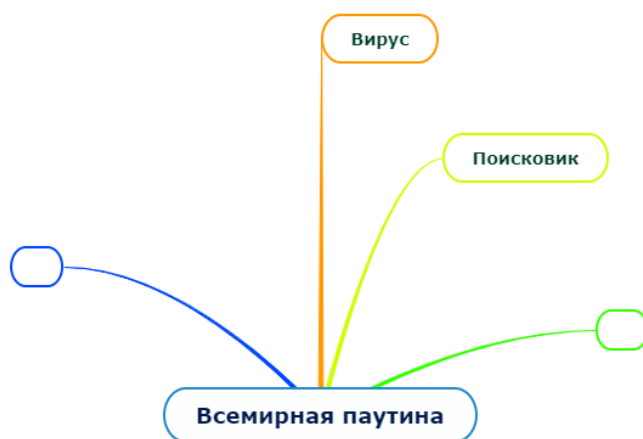 Вирус
Поисковик
Всемирная паутина